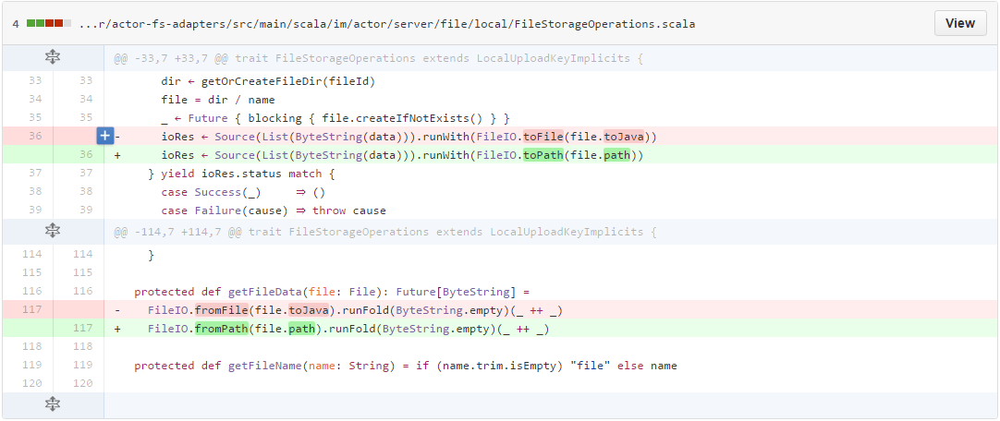 4 ...r/actor-fs-adapters/src/main/scala/im/actor/server/file/local/FileStorageOperations.scala View
@@ -33,7 +33,7 @@ trait FileStorageOperations extends LocalUploadKeyImplicits {
33 33 dir ← getOrCreateFileDir(fileId)
34 34 file = dir / name
35 35 _ ← Future { blocking { file.createIfNotExists() } }
36 + - ioRes ← Source(List(ByteString(data))).runWith(FileIO.toFile(file.toJava))
36 + ioRes ← Source(List(ByteString(data))).runWith(FileIO.toPath(file.path))
37 37 } yield ioRes.status match {
38 38 case Success(_) ⇒ ()
39 39 case Failure(cause) ⇒ throw cause
@@ -114,7 +114,7 @@ trait FileStorageOperations extends LocalUploadKeyImplicits {
114 114 }
115 115
116 116 protected def getFileData(file: File): Future[ByteString] =
117 - FileIO.fromFile(file.toJava).runFold(ByteString.empty)(_ ++ _)
117 + FileIO.fromPath(file.path).runFold(ByteString.empty)(_ ++ _)
118 118
119 119 protected def getFileName(name: String) = if (name.trim.isEmpty) "file" else name
120 120